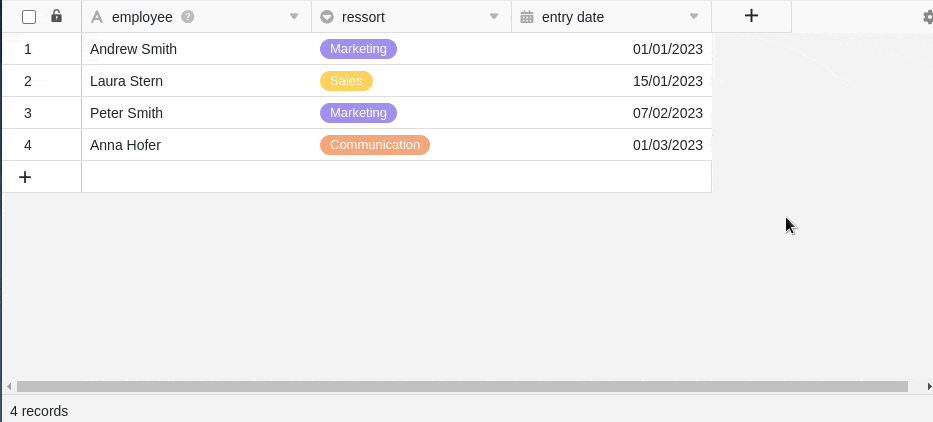 employee ressort entry date
1 Andrew Smith Marketing 01/01/2023
2 Laura Stern Sales 15/01/2023
3 Peter Smith Marketing 07/02/2023
4 Anna Hofer Communication 01/03/2023
4 records